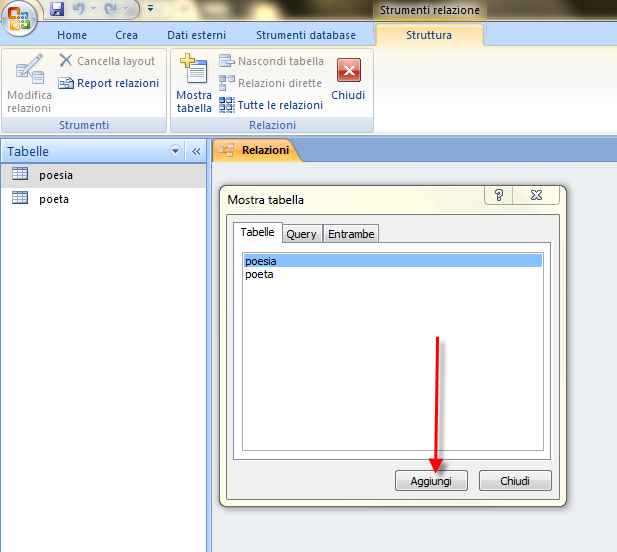 Strumenti relazione
Home Crea Dati esterni Strumenti database Struttura
Modifica relazioni
Cancella layout
Report relazioni
Strumenti
Mostra tabella
Nascondi tabella
Relazioni dirette
Tutte le relazioni
Chiudi
Relazioni
Tabelle
poesia
poeta
Relazioni
Mostra tabella
Tabelle Query Entrambe
poesia
poeta
Aggiungi Chiudi